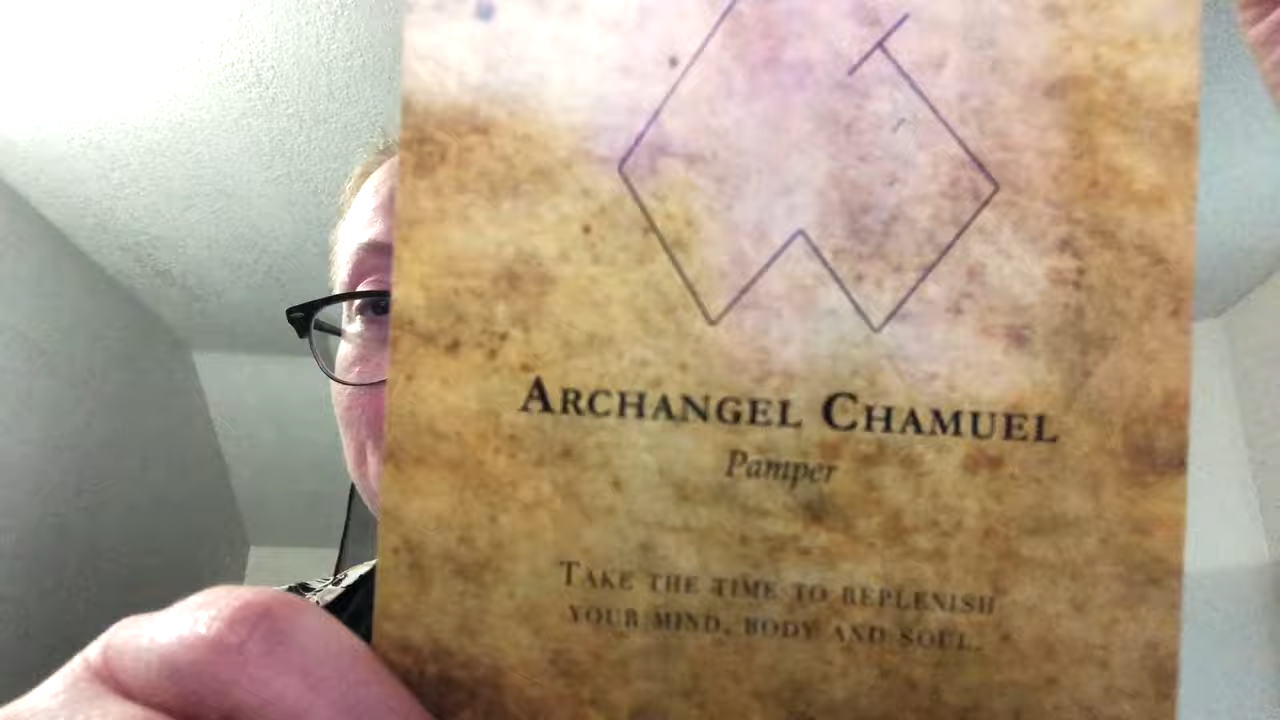 ARCHANGEL CHAMUEL
Pamper
TAKE THE TIME TO REPLENISH
YOUR MIND, BODY AND SOUL.